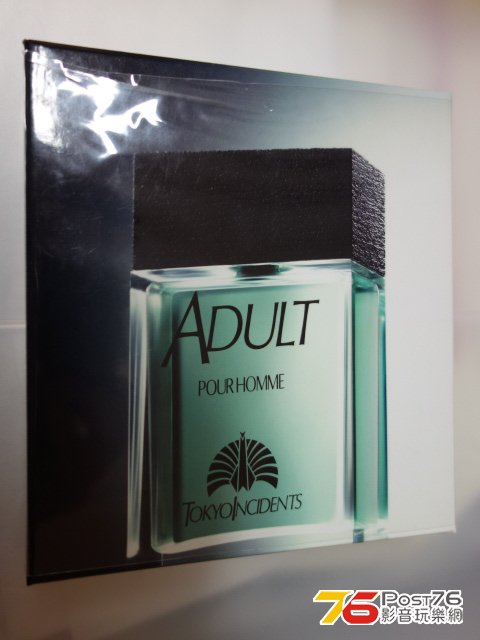 ADULT
POUR HOMME
TOKYO INCIDENTS
76 POST76
影音玩樂網